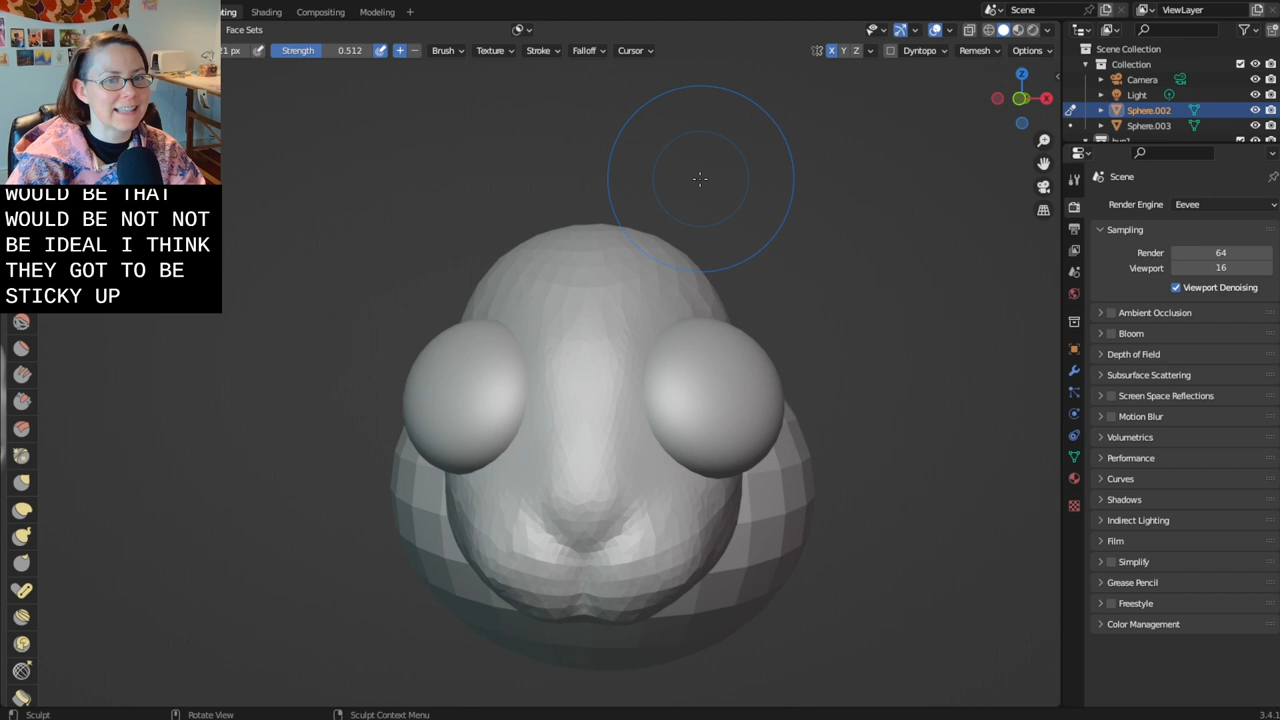 WOULD BE THAT
WOULD BE NOT NOT
BE IDEAL I THINK
THEY GOT TO BE
STICKY UP
Shading
Compositing
Modeling
+
Scene
ViewLayer
Face Sets
px
Strength 0.512
Brush
Texture
Stroke
Falloff
Cursor
X Y Z
Dyntopo
Remesh
Options
Scene Collection
Collection
Camera
Light
Sphere.002
Sphere.003
Z
X
Scene
Render Engine Eevee
Sampling
Render 64
Viewport 16
Viewport Denoising
Ambient Occlusion
Bloom
Depth of Field
Subsurface Scattering
Screen Space Reflections
Motion Blur
Volumetrics
Performance
Curves
Shadows
Indirect Lighting
Film
Simplify
Grease Pencil
Freestyle
Color Management
Sculpt
Rotate View
Sculpt Context Menu
3.4.1